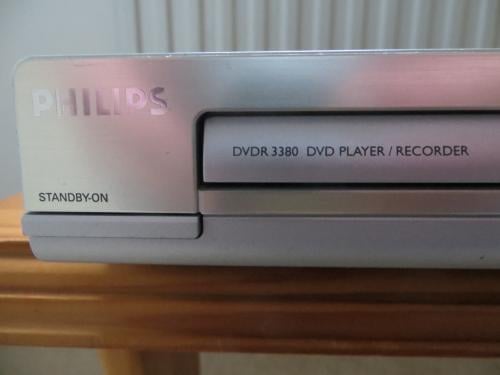 PHILIPS
DVDR 3380 DVD PLAYER / RECORDER
STANDBY-ON